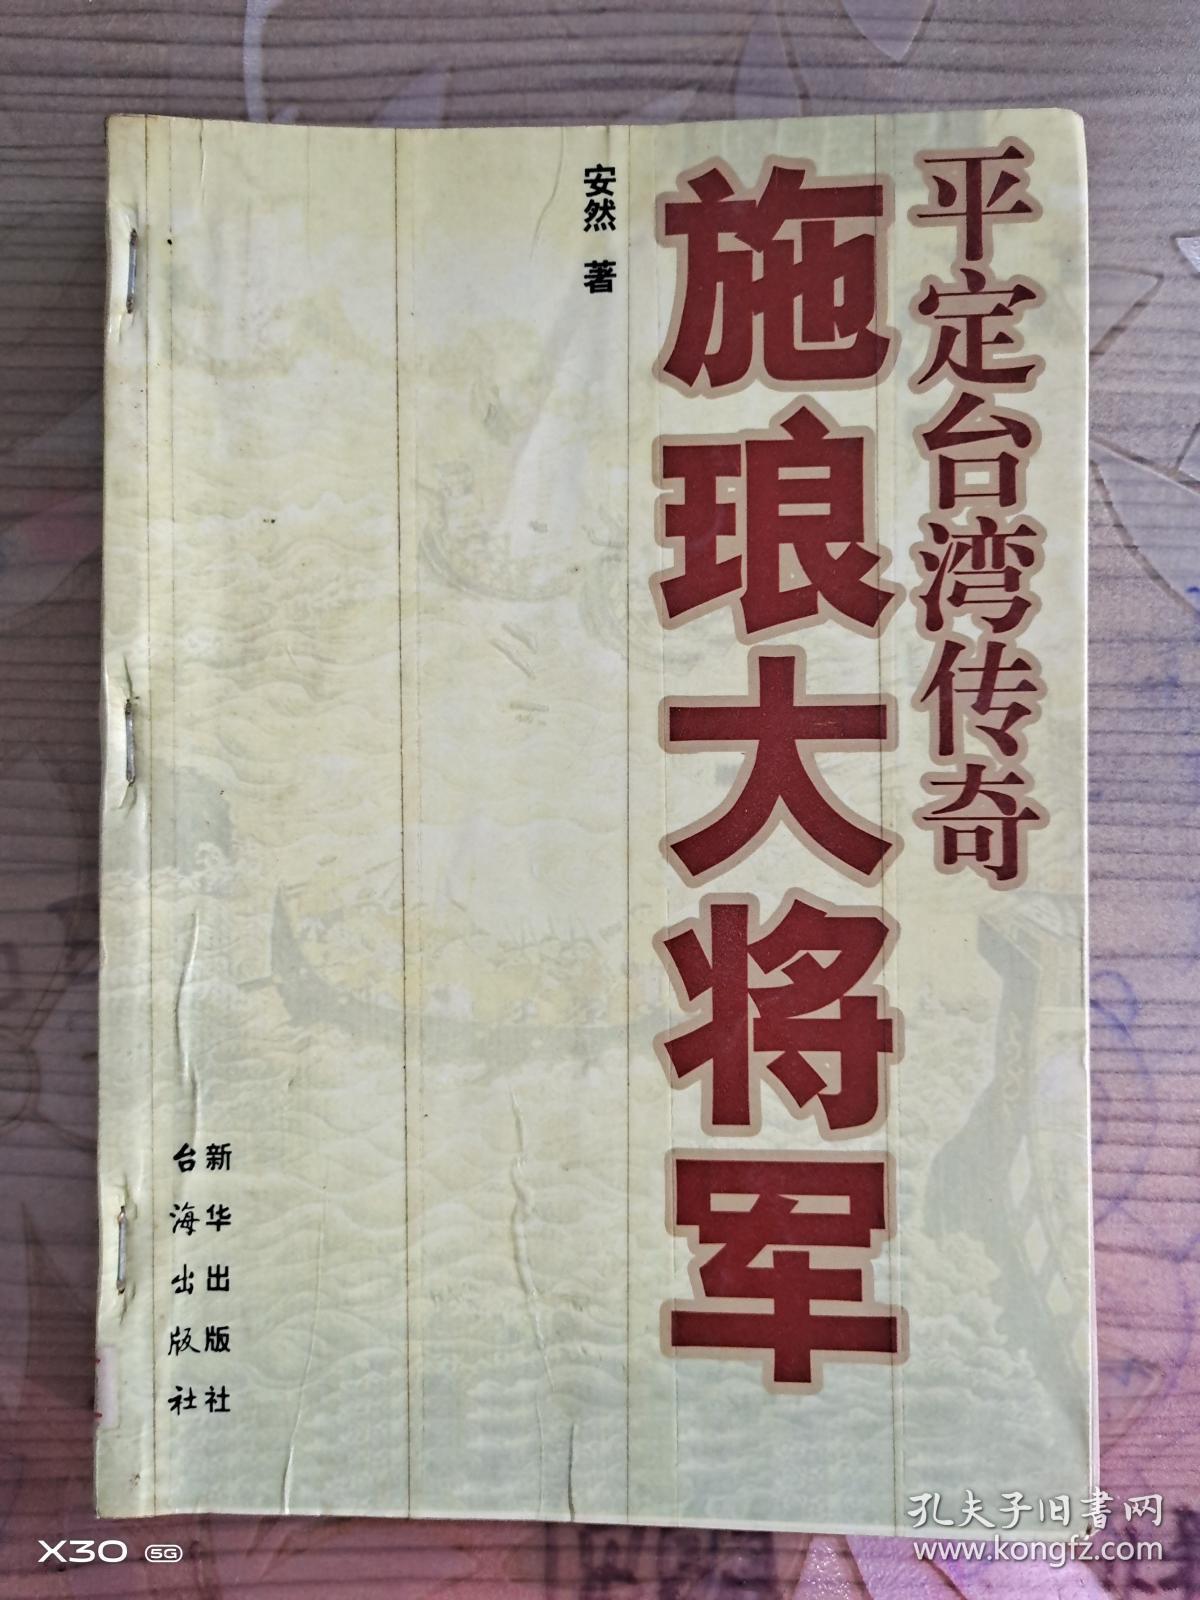 平定台湾传奇
施琅大将军
安然 著
新华出版社
台海出版社
X30 5G
孔夫子旧书网
www.kongfz.com